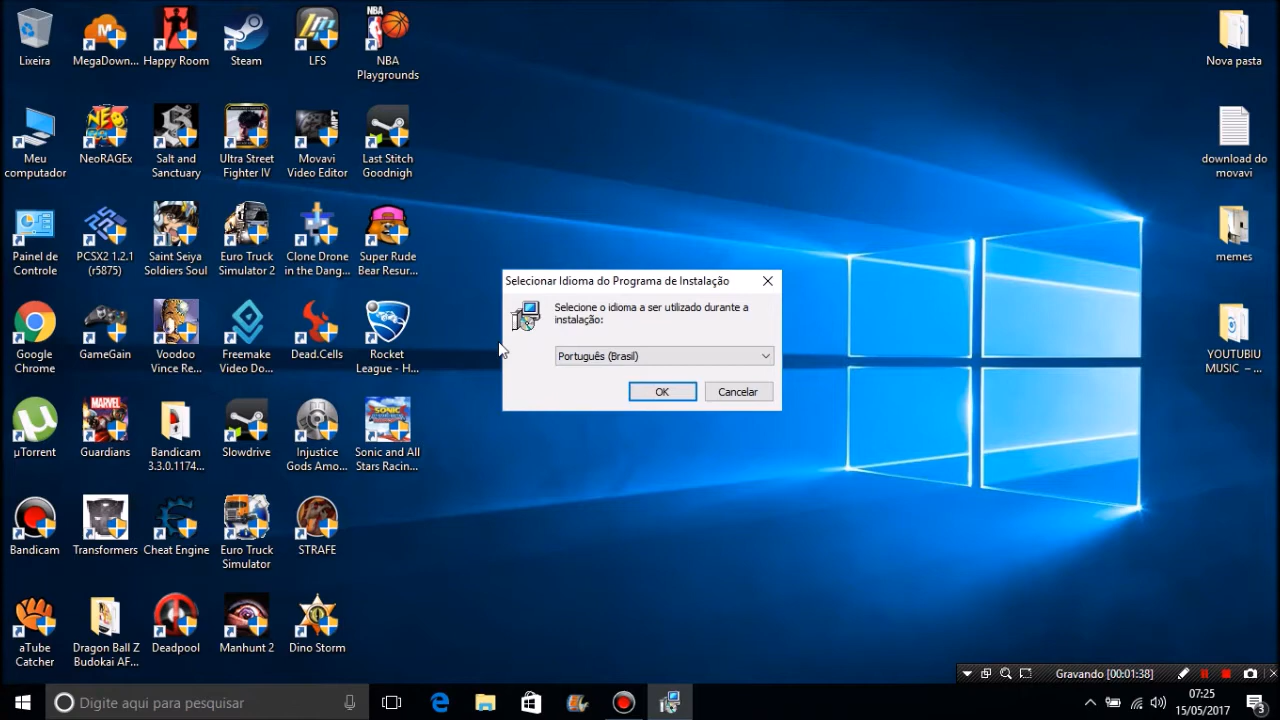 Lixeira
MegaDown...
Happy Room
Steam
LFS
NBA
Playgrounds
Nova pasta
Meu
computador
NeoRAGEx
Salt and
Sanctuary
Ultra Street
Fighter IV
Movavi
Video Editor
Last Stitch
Goodnigh
download do
movavi
Painel de
Controle
PCSX2 1.2.1
(r5875)
Saint Seiya
Soldiers Soul
Euro Truck
Simulator 2
Clone Drone
in the Dang...
Super Rude
Bear Resur...
memes
Selecionar Idioma do Programa de Instalação
Selecione o idioma a ser utilizado durante a
instalação:
Português (Brasil)
OK
Cancelar
Google
Chrome
GameGain
Voodoo
Vince Re...
Freemake
Video Do...
Dead.Cells
Rocket
League - H...
YOUTUBIU
MUSIC – ...
µTorrent
Guardians
Bandicam
3.3.0.1174...
Slowdrive
Injustice
Gods Amo...
Sonic and All
Stars Racin...
Bandicam
Transformers
Cheat Engine
Euro Truck
Simulator
STRAFE
aTube
Catcher
Dragon Ball Z
Budokai AF...
Deadpool
Manhunt 2
Dino Storm
Gravando [00:01:38]
Digite aqui para pesquisar
07:25
15/05/2017
3